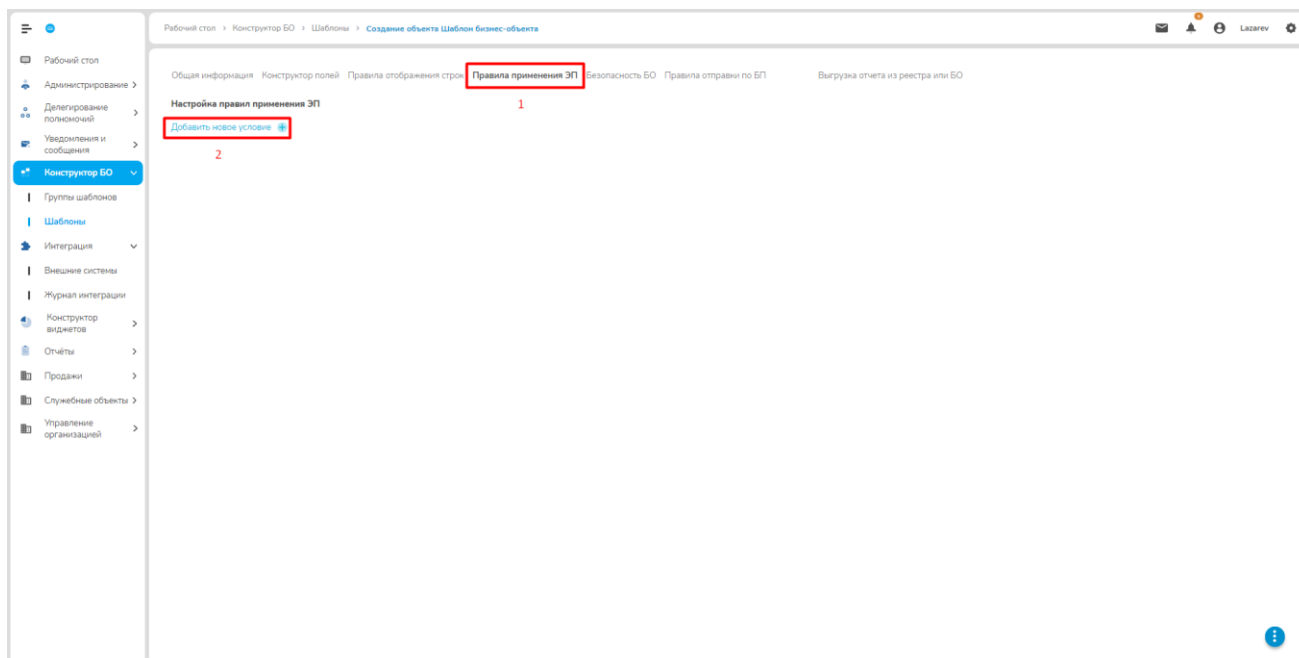 Рабочий стол > Конструктор БО > Шаблоны > Создание объекта Шаблон бизнес-объекта
Lazarev
Рабочий стол
Администрирование
Делегирование
полномочий
Уведомления и
сообщения
Конструктор БО
Группы шаблонов
Шаблоны
Интеграция
Внешние системы
Журнал интеграции
Конструктор
виджетов
Отчёты
Продажи
Служебные объекты
Управление
организацией
Общая информация Конструктор полей Правила отображения строк Правила применения ЭП Безопасность БО Правила отправки по БП Выгрузка отчета из реестра или БО
1
Настройка правил применения ЭП
Добавить новое условие
2